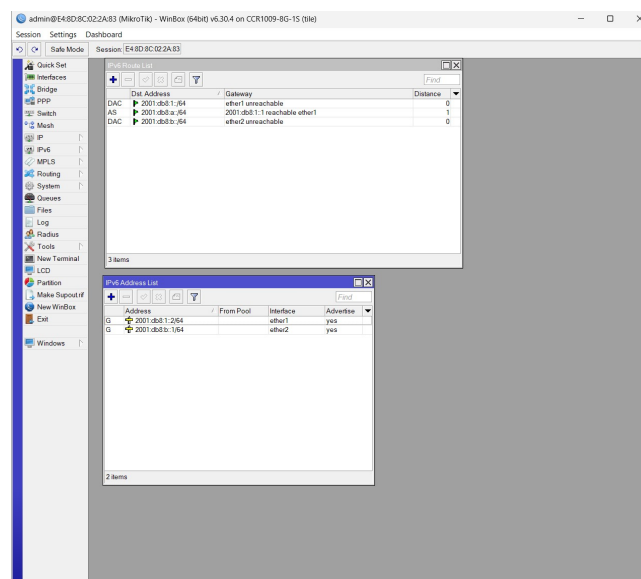 admin@E4:8D:8C:02:2A:83 (MikroTik) - WinBox (64bit) v6.30.4 on CCR1009-8G-1S (tile)
Session Settings Dashboard
Safe Mode Session: E4:8D:8C:02:2A:83
Quick Set
Interfaces
Bridge
PPP
Switch
Mesh
IP
IPv6
MPLS
Routing
System
Queues
Files
Log
Radius
Tools
New Terminal
LCD
Partition
Make Supout.rif
New WinBox
Exit
Windows
IPv6 Route List
Find
Dst. Address / Gateway Distance
DAC 2001:db8:1::/64 ether1 unreachable 0
AS 2001:db8:a::/64 2001:db8:1::1 reachable ether1 1
DAC 2001:db8:b::/64 ether2 unreachable 0
3 items
IPv6 Address List
Find
Address / From Pool Interface Advertise
G 2001:db8:1::2/64 ether1 yes
G 2001:db8:b::1/64 ether2 yes
2 items